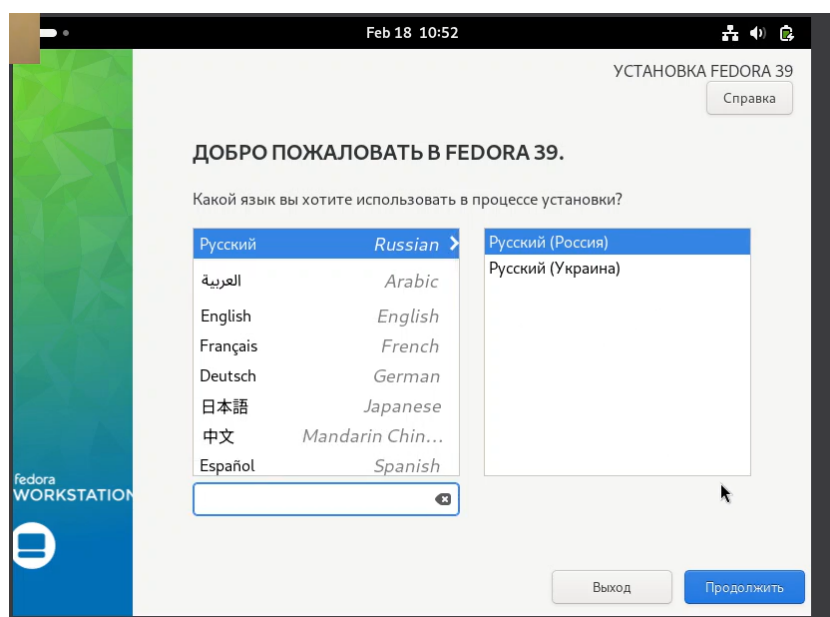 Feb 18 10:52
УСТАНОВКА FEDORA 39
Справка
ДОБРО ПОЖАЛОВАТЬ В FEDORA 39.
Какой язык вы хотите использовать в процессе установки?
Русский Russian
العربية Arabic
English English
Français French
Deutsch German
日本語 Japanese
中文 Mandarin Chin...
Español Spanish
Русский (Россия)
Русский (Украина)
fedora
WORKSTATION
Выход
Продолжить